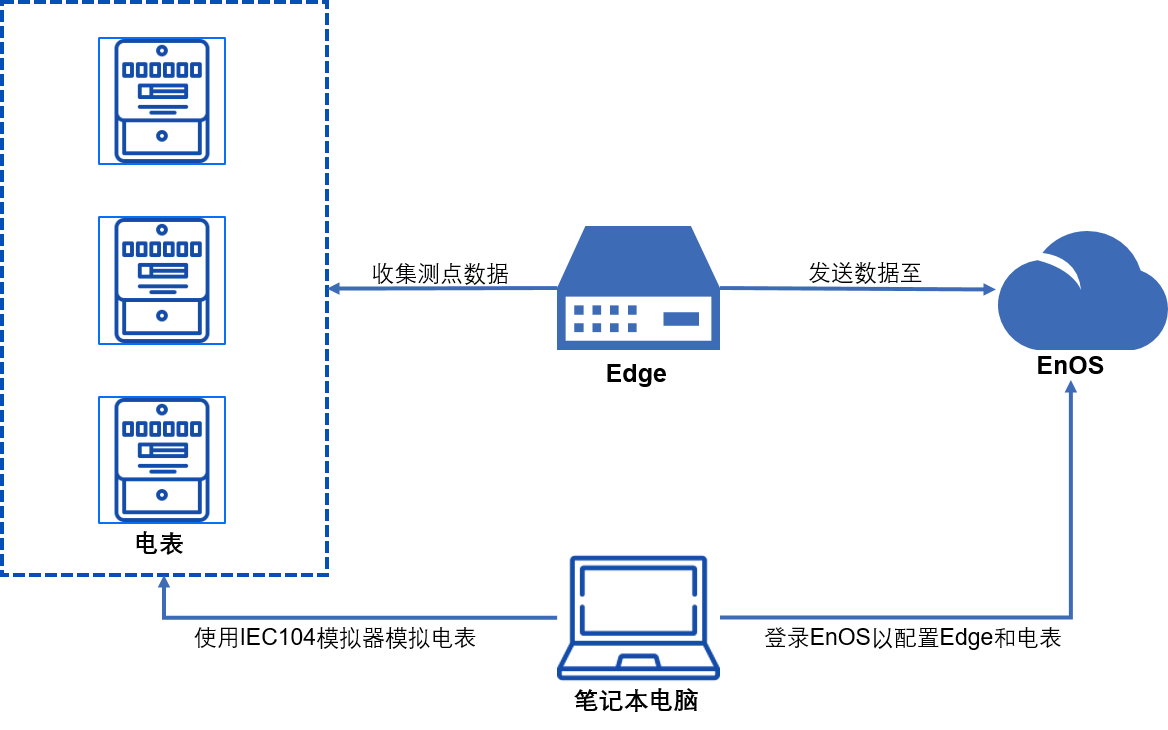 收集测点数据
发送数据至
EnOS
Edge
电表
使用IEC104模拟器模拟电表
登录EnOS以配置Edge和电表
笔记本电脑